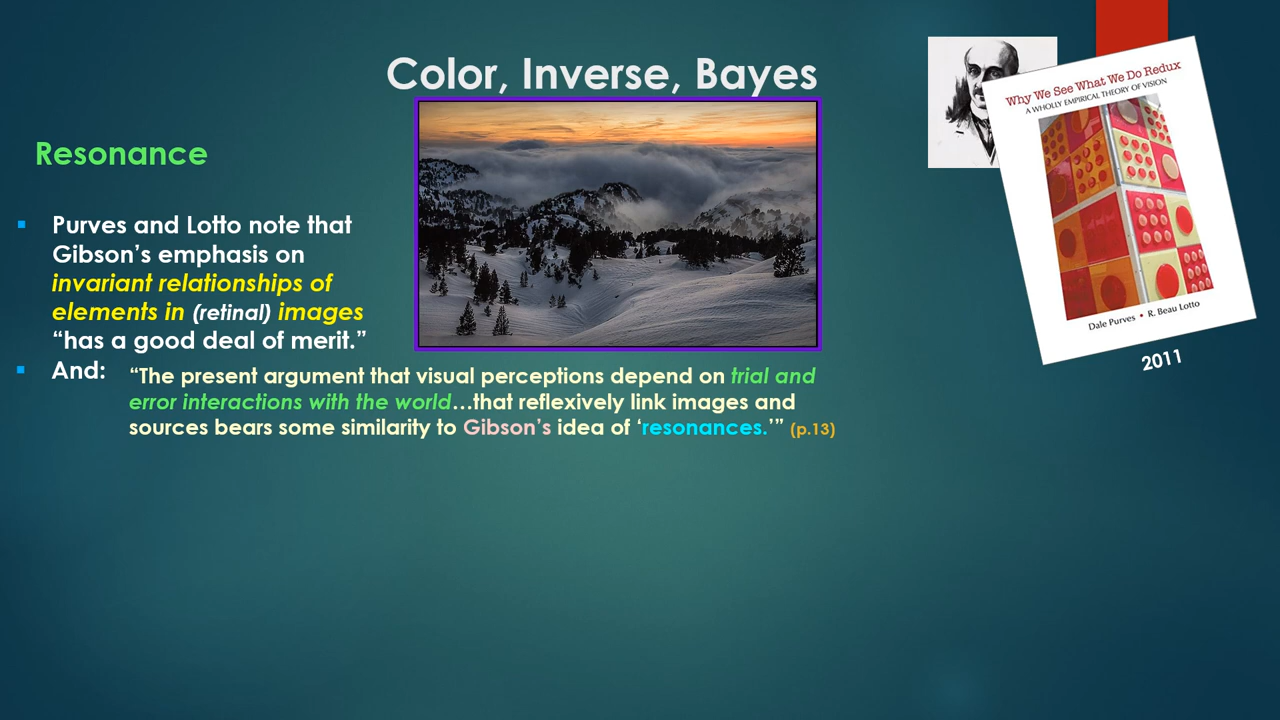 Color, Inverse, Bayes
Resonance
Purves and Lotto note that
Gibson’s emphasis on
invariant relationships of
elements in (retinal) images
“has a good deal of merit.”
And:
“The present argument that visual perceptions depend on trial and
error interactions with the world…that reflexively link images and
sources bears some similarity to Gibson’s idea of ‘resonances.’” (p.13)
Why We See What We Do Redux
A WHOLLY EMPIRICAL THEORY OF VISION
Dale Purves • R. Beau Lotto
2011